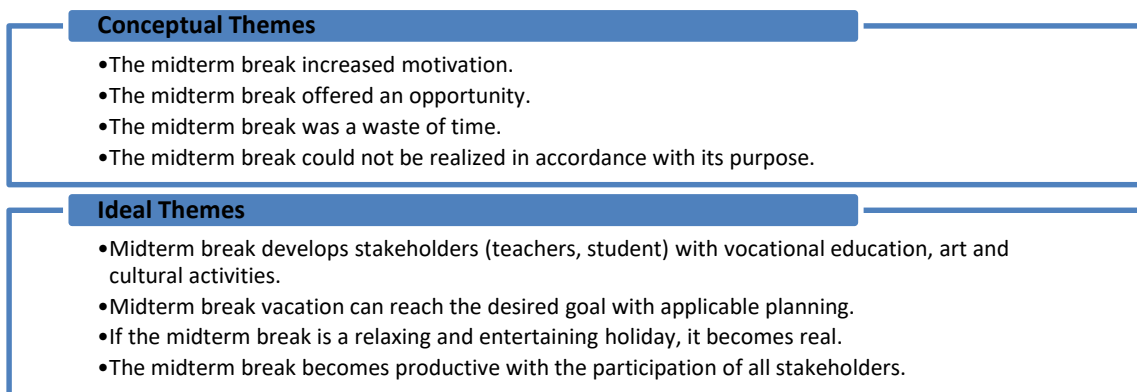 Conceptual Themes
•The midterm break increased motivation.
•The midterm break offered an opportunity.
•The midterm break was a waste of time.
•The midterm break could not be realized in accordance with its purpose.
Ideal Themes
•Midterm break develops stakeholders (teachers, student) with vocational education, art and
cultural activities.
•Midterm break vacation can reach the desired goal with applicable planning.
•If the midterm break is a relaxing and entertaining holiday, it becomes real.
•The midterm break becomes productive with the participation of all stakeholders.